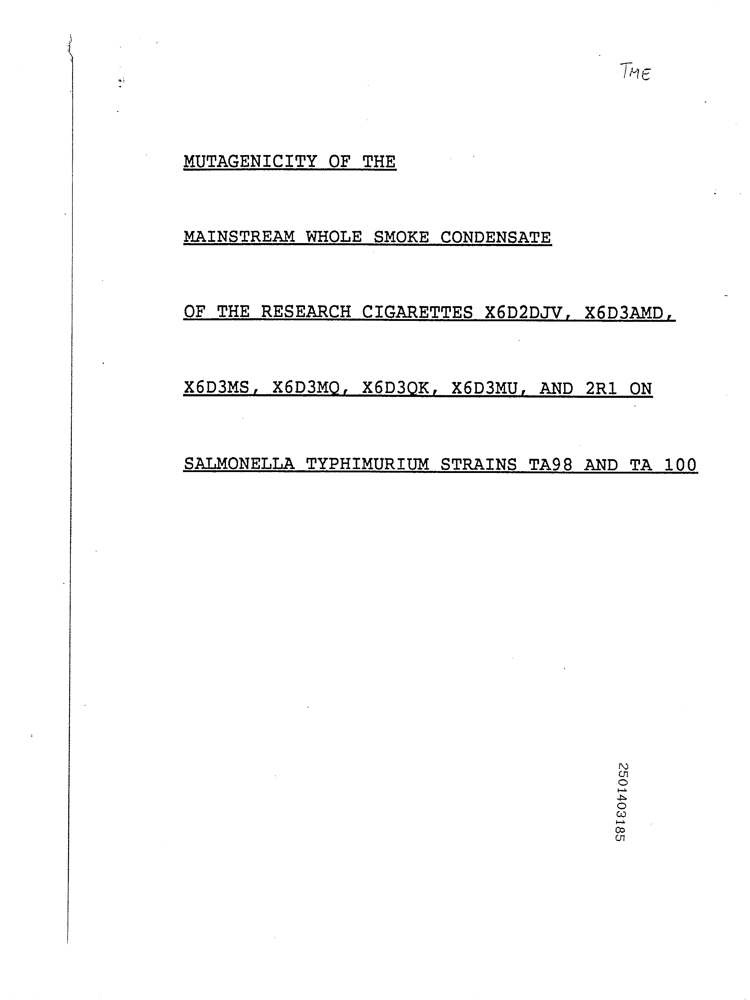 TME
MUTAGENICITY OF THE
MAINSTREAM WHOLE SMOKE CONDENSATE
OF THE RESEARCH CIGARETTES X6D2DJV, X6D3AMD,
X6D3MS, X6D3MQ, X6D3QK, X6D3MU, AND 2R1 ON
SALMONELLA TYPHIMURIUM STRAINS TA98 AND TA 100
2501403185